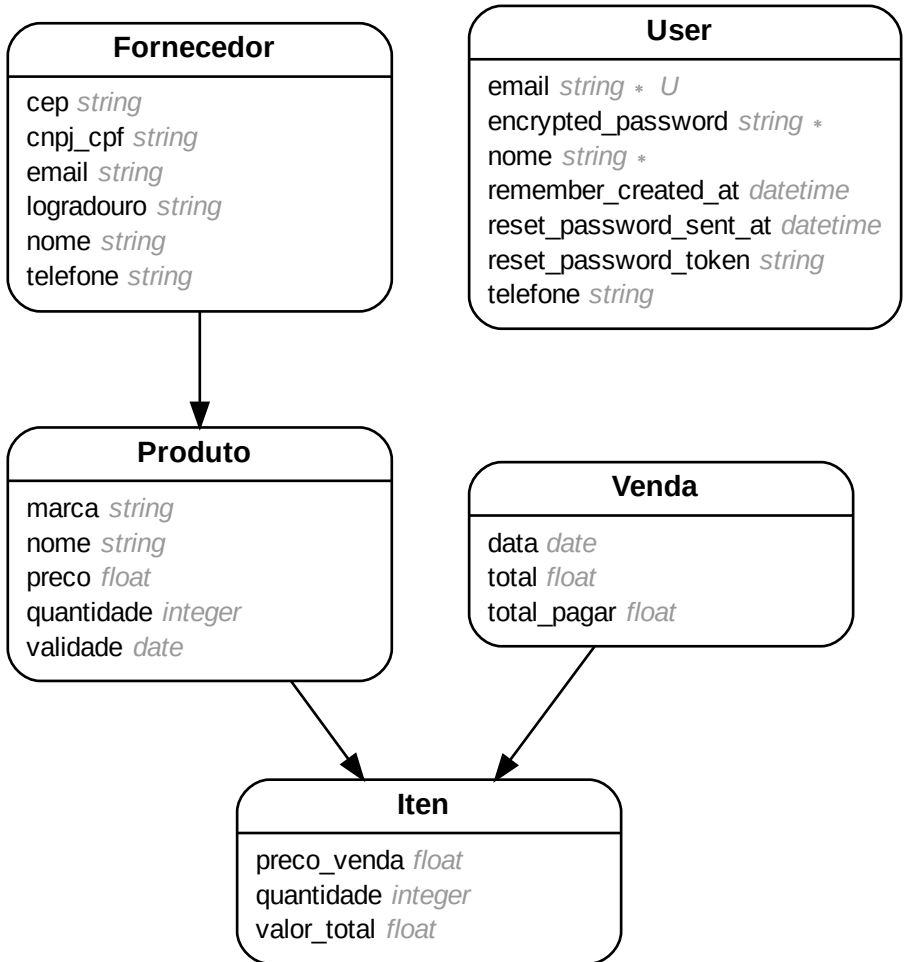 Fornecedor
cep string
cnpj_cpf string
email string
logradouro string
nome string
telefone string
User
email string * U
encrypted_password string *
nome string *
remember_created_at datetime
reset_password_sent_at datetime
reset_password_token string
telefone string
Produto
marca string
nome string
preco float
quantidade integer
validade date
Venda
data date
total float
total_pagar float
Iten
preco_venda float
quantidade integer
valor_total float